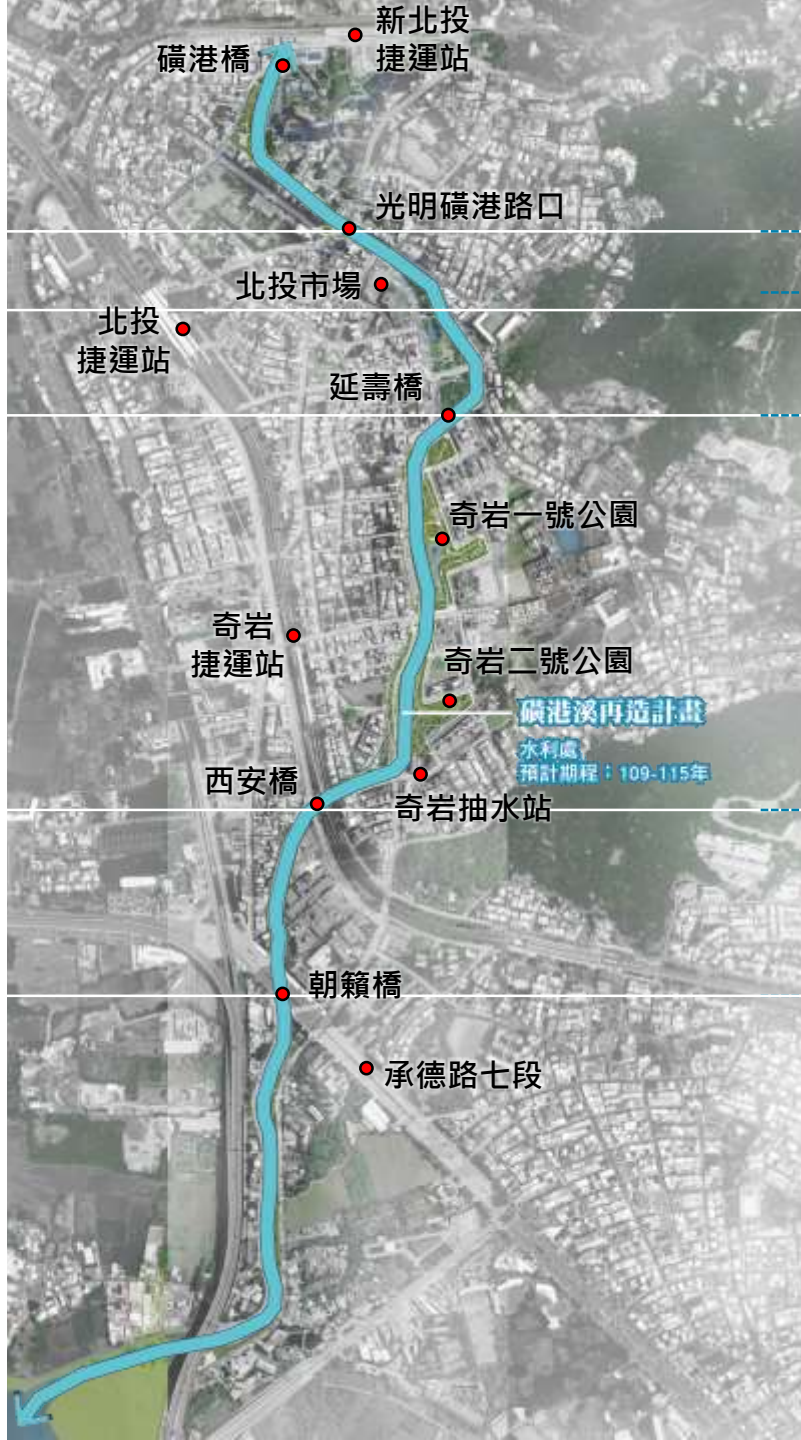 新北投
捷運站
磺港橋
光明磺港路口
北投市場
北投
捷運站
延壽橋
奇岩一號公園
奇岩
捷運站
奇岩二號公園
磺港溪再造計畫
水利處
預計期程：109-115年
西安橋
奇岩抽水站
朝籟橋
承德路七段